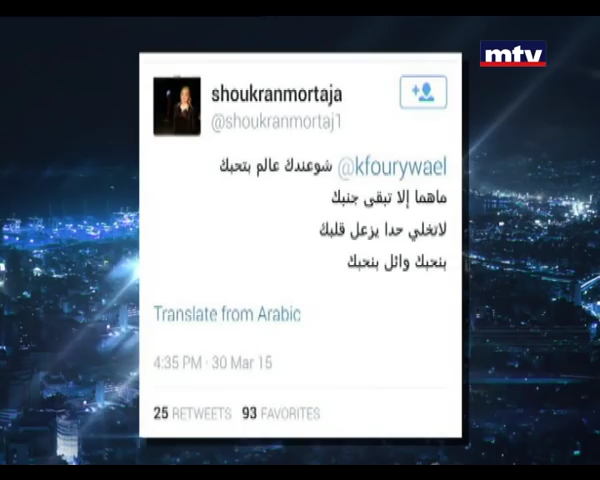 mtv
shoukranmortaja
@shoukranmortaj1
@kfourywael شوعندك عالم بتحبك
ماهما إلا تبقى جنبك
لاتخلي حدا يزعل قلبك
بنحبك وائل بنحبك
Translate from Arabic
4:35 PM · 30 Mar 15
25 RETWEETS 93 FAVORITES